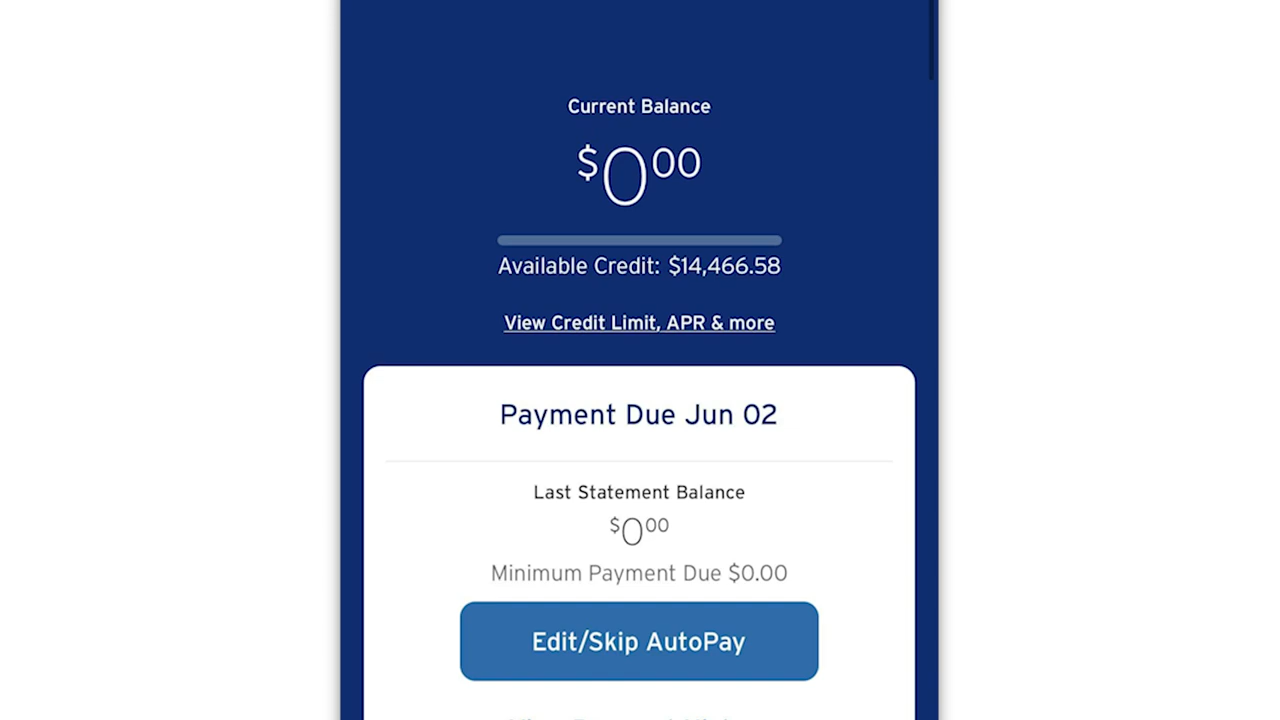 Current Balance
$0.00
Available Credit: $14,466.58
View Credit Limit, APR & more
Payment Due Jun 02
Last Statement Balance
$0.00
Minimum Payment Due $0.00
Edit/Skip AutoPay